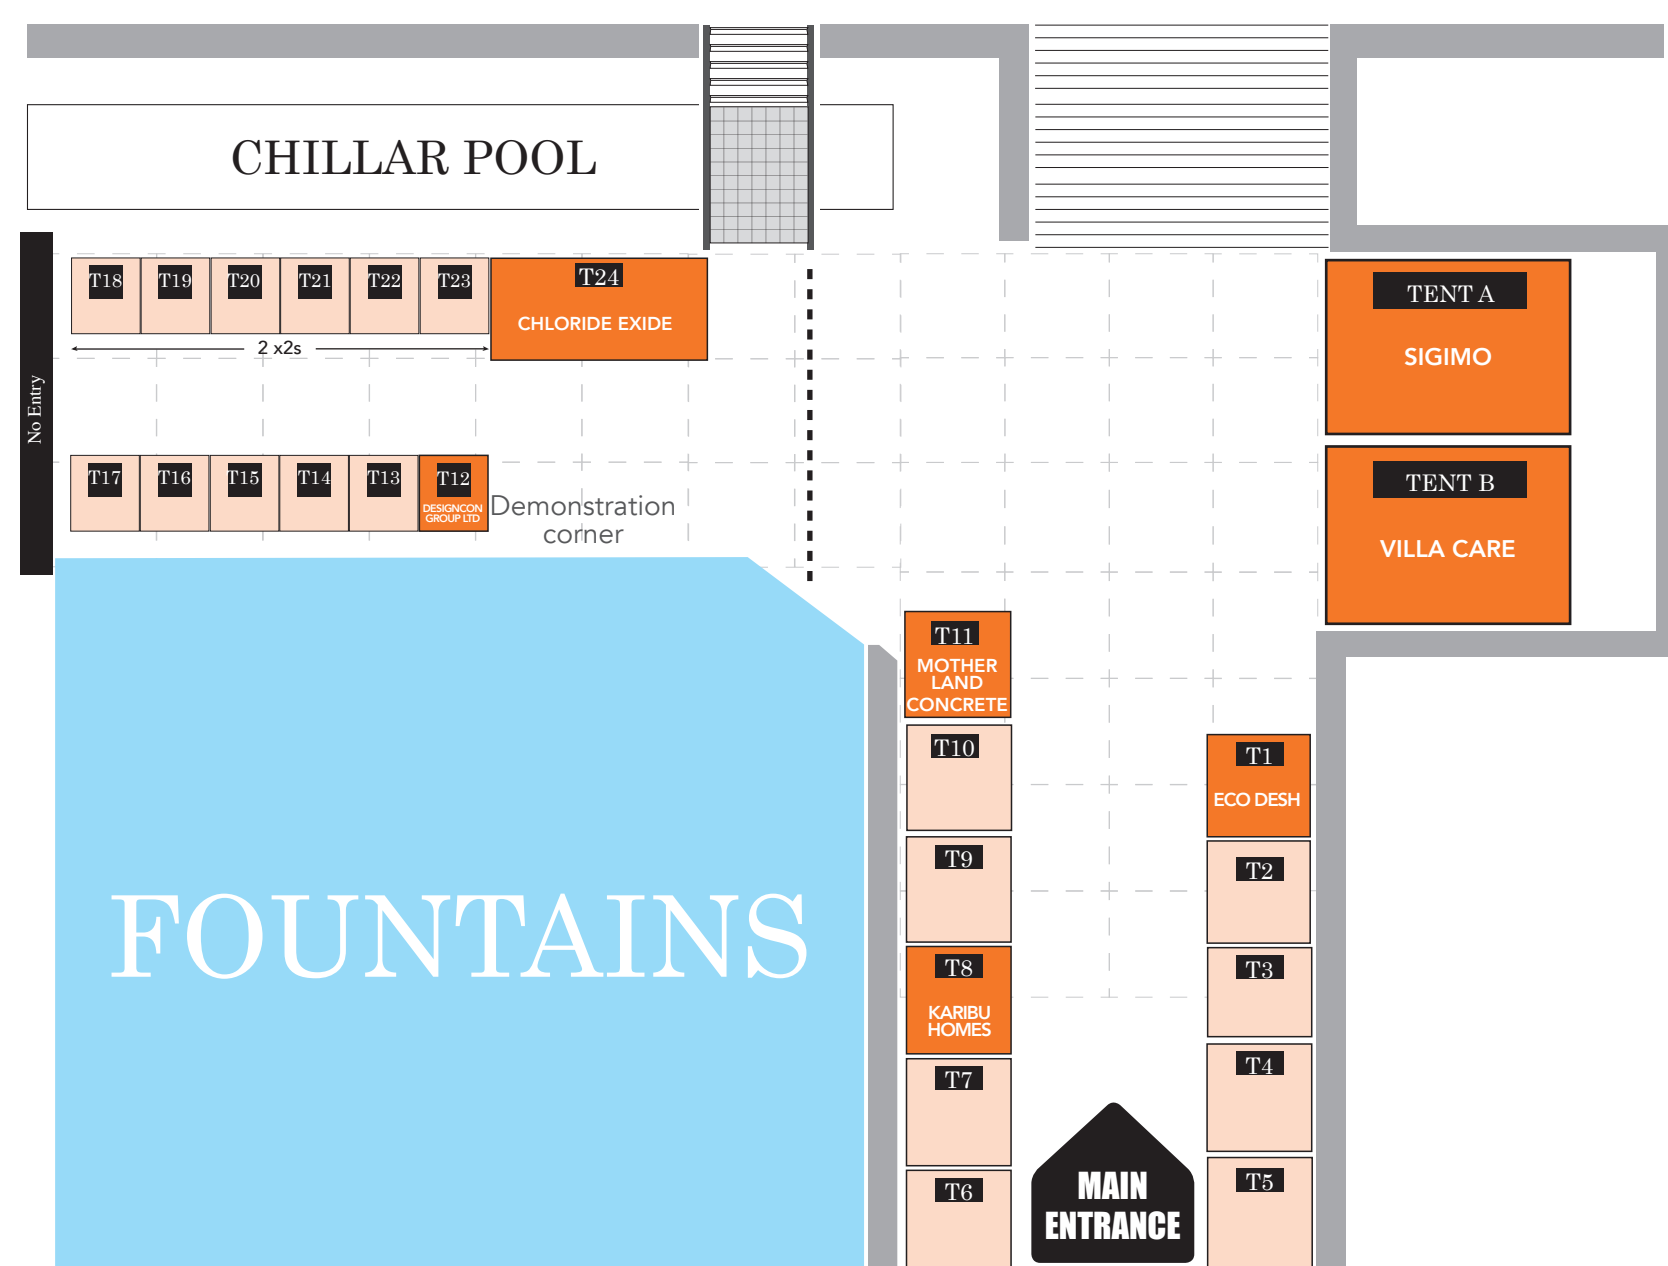 CHILLAR POOL
T18
T19
T20
T21
T22
T23
T24
CHLORIDE EXIDE
2 x2s
No Entry
T17
T16
T15
T14
T13
T12
DESIGNCON
GROUP LTD
Demonstration
corner
TENT A
SIGIMO
TENT B
VILLA CARE
T11
MOTHER
LAND
CONCRETE
T10
T9
T8
KARIBU
HOMES
T7
T6
T1
ECO DESH
T2
T3
T4
T5
FOUNTAINS
MAIN
ENTRANCE